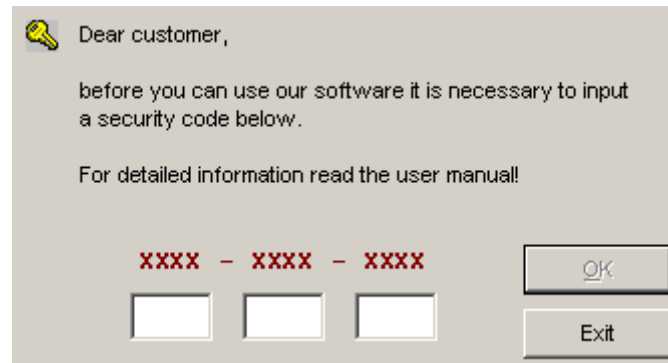 Dear customer,
before you can use our software it is necessary to input
a security code below.
For detailed information read the user manual!
XXXX - XXXX - XXXX
OK
Exit